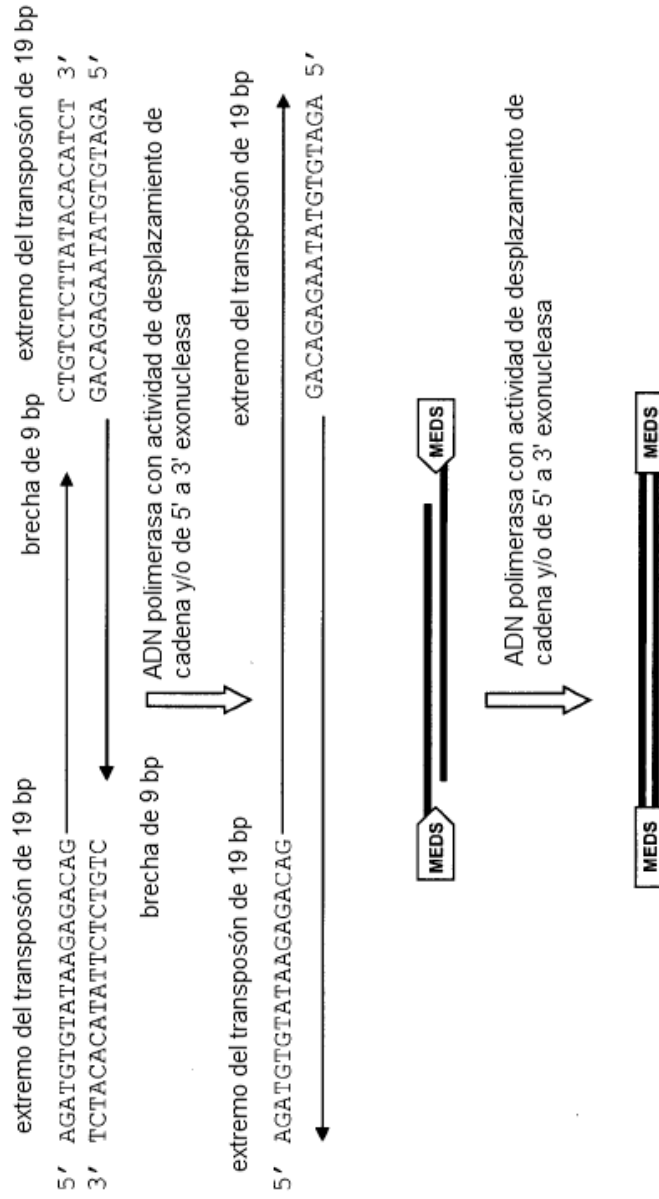 extremo del transposón de 19 bp
brecha de 9 bp
extremo del transposón de 19 bp
5' AGATGTGTATAAGAGACAG
CTGTCTCTTATACACATCT 3'
3' TCTACACATATTCTCTGTC
GACAGAGAATATGTGTAGA 5'
brecha de 9 bp
ADN polimerasa con actividad de desplazamiento de
cadena y/o de 5' a 3' exonucleasa
extremo del transposón de 19 bp
extremo del transposón de 19 bp
5' AGATGTGTATAAGAGACAG
GACAGAGAATATGTGTAGA 5'
MEDS
MEDS
ADN polimerasa con actividad de desplazamiento de
cadena y/o de 5' a 3' exonucleasa
MEDS
MEDS